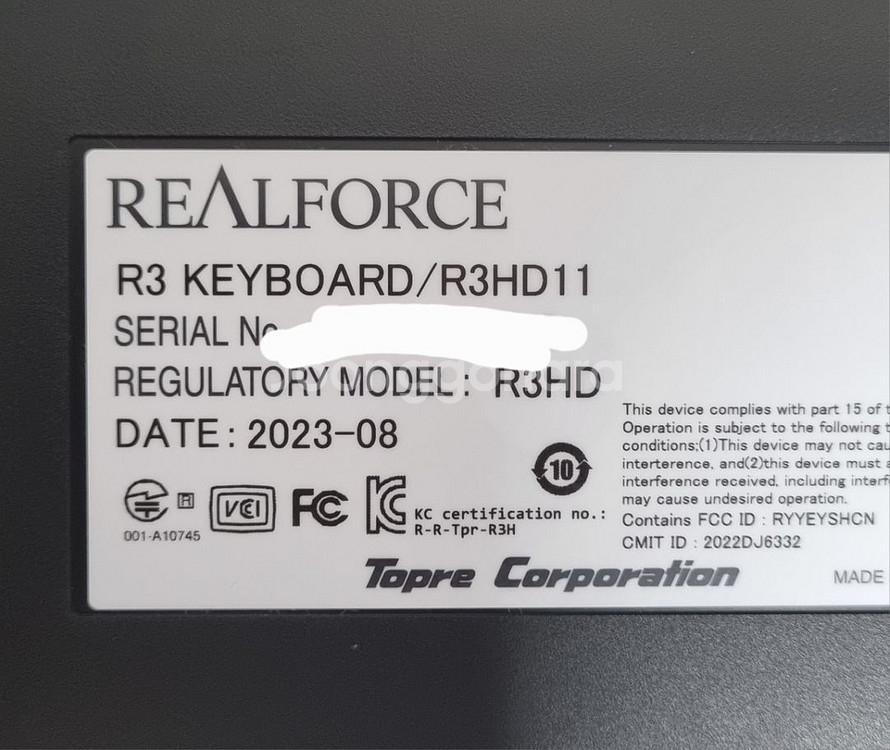 REALFORCE
R3 KEYBOARD/R3HD11
SERIAL No
REGULATORY MODEL: R3HD
DATE: 2023-08
This device complies with part 15 of t
Operation is subject to the following t
conditions;(1)This device may not cau
interterence, and(2)this device must a
interference received, including interf
may cause undesired operation.
Contains FCC ID : RYYEYSHCN
CMIT ID : 2022DJ6332
10
R
001-A10745
VCI
FC
KC
KC certification no.:
R-R-Tpr-R3H
Topre Corporation
MADE